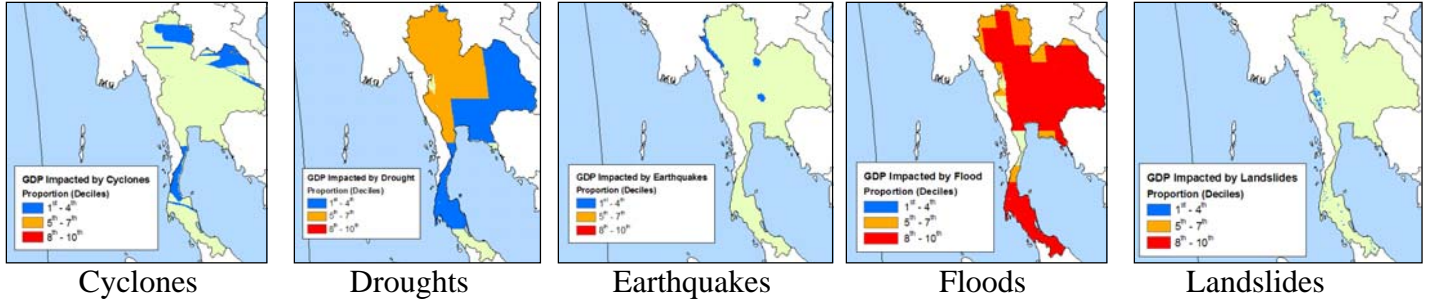 GDP Impacted by Cyclones
Proportion (Deciles)
1st - 4th
5th - 7th
8th - 10th
GDP Impacted by Drought
Proportion (Deciles)
1st - 4th
5th - 7th
8th - 10th
GDP Impacted by Earthquakes
Proportion (Deciles)
1st - 4th
5th - 7th
8th - 10th
GDP Impacted by Flood
Proportion (Deciles)
1st - 4th
5th - 7th
8th - 10th
GDP Impacted by Landslides
Proportion (Deciles)
1st - 4th
5th - 7th
8th - 10th
Cyclones
Droughts
Earthquakes
Floods
Landslides